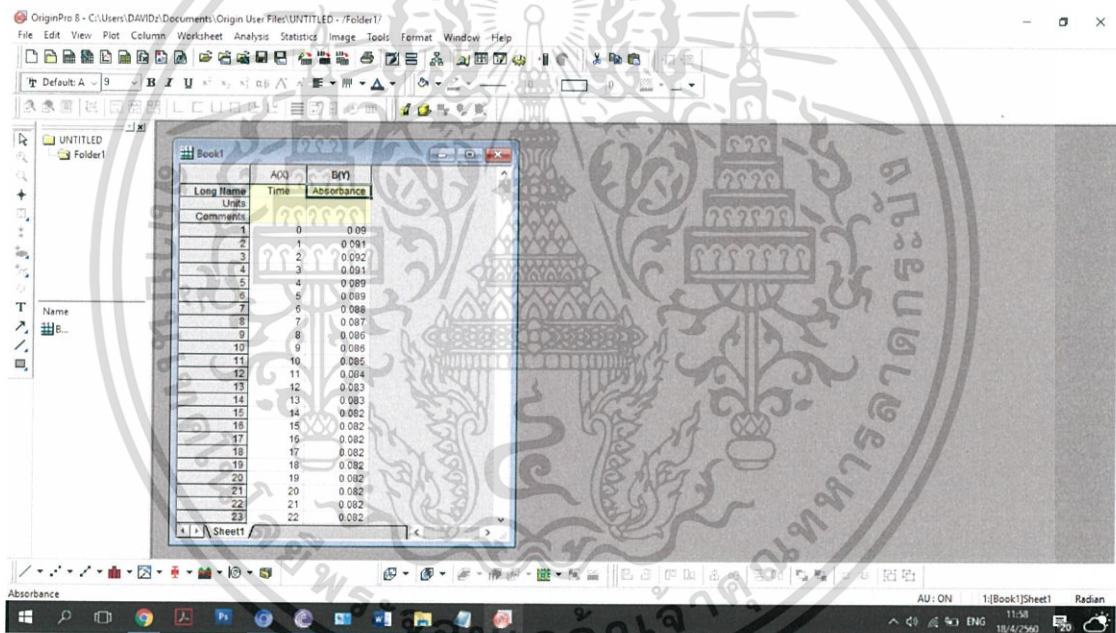 OriginPro 8 - C:\Users\DAVIDz\Documents\Origin User Files\UNTITLED - /Folder1/
File Edit View Plot Column Worksheet Analysis Statistics Image Tools Format Window Help
Default: A 9 B I U
UNTITLED
Folder1
Book1
A(X) B(Y)
Long Name Time Absorbance
Units
Comments
1 0 0.09
2 1 0.091
3 2 0.092
4 3 0.091
5 4 0.089
6 5 0.089
7 6 0.088
8 7 0.087
9 8 0.086
10 9 0.086
11 10 0.085
12 11 0.084
13 12 0.083
14 13 0.083
15 14 0.082
16 15 0.082
17 16 0.082
18 17 0.082
19 18 0.082
20 19 0.082
21 20 0.082
22 21 0.082
23 22 0.082
Sheet1
Name
B...
Absorbance
AU : ON 1:[Book1]Sheet1 Radian
ENG 11:58
18/4/2560 20